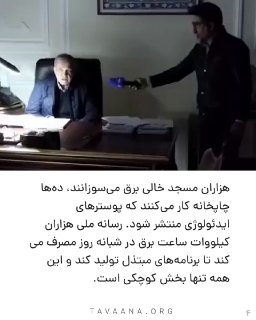 هزاران مسجد خالی برق می‌سوزانند، ده‌ها
چاپخانه کار می‌کنند که پوسترهای
ایدئولوژی منتشر شود. رسانه ملی هزاران
کیلووات ساعت برق در شبانه روز مصرف می
کند تا برنامه‌های مبتذل تولید کند و این
همه تنها بخش کوچکی است.
TAVAANA.ORG
۴